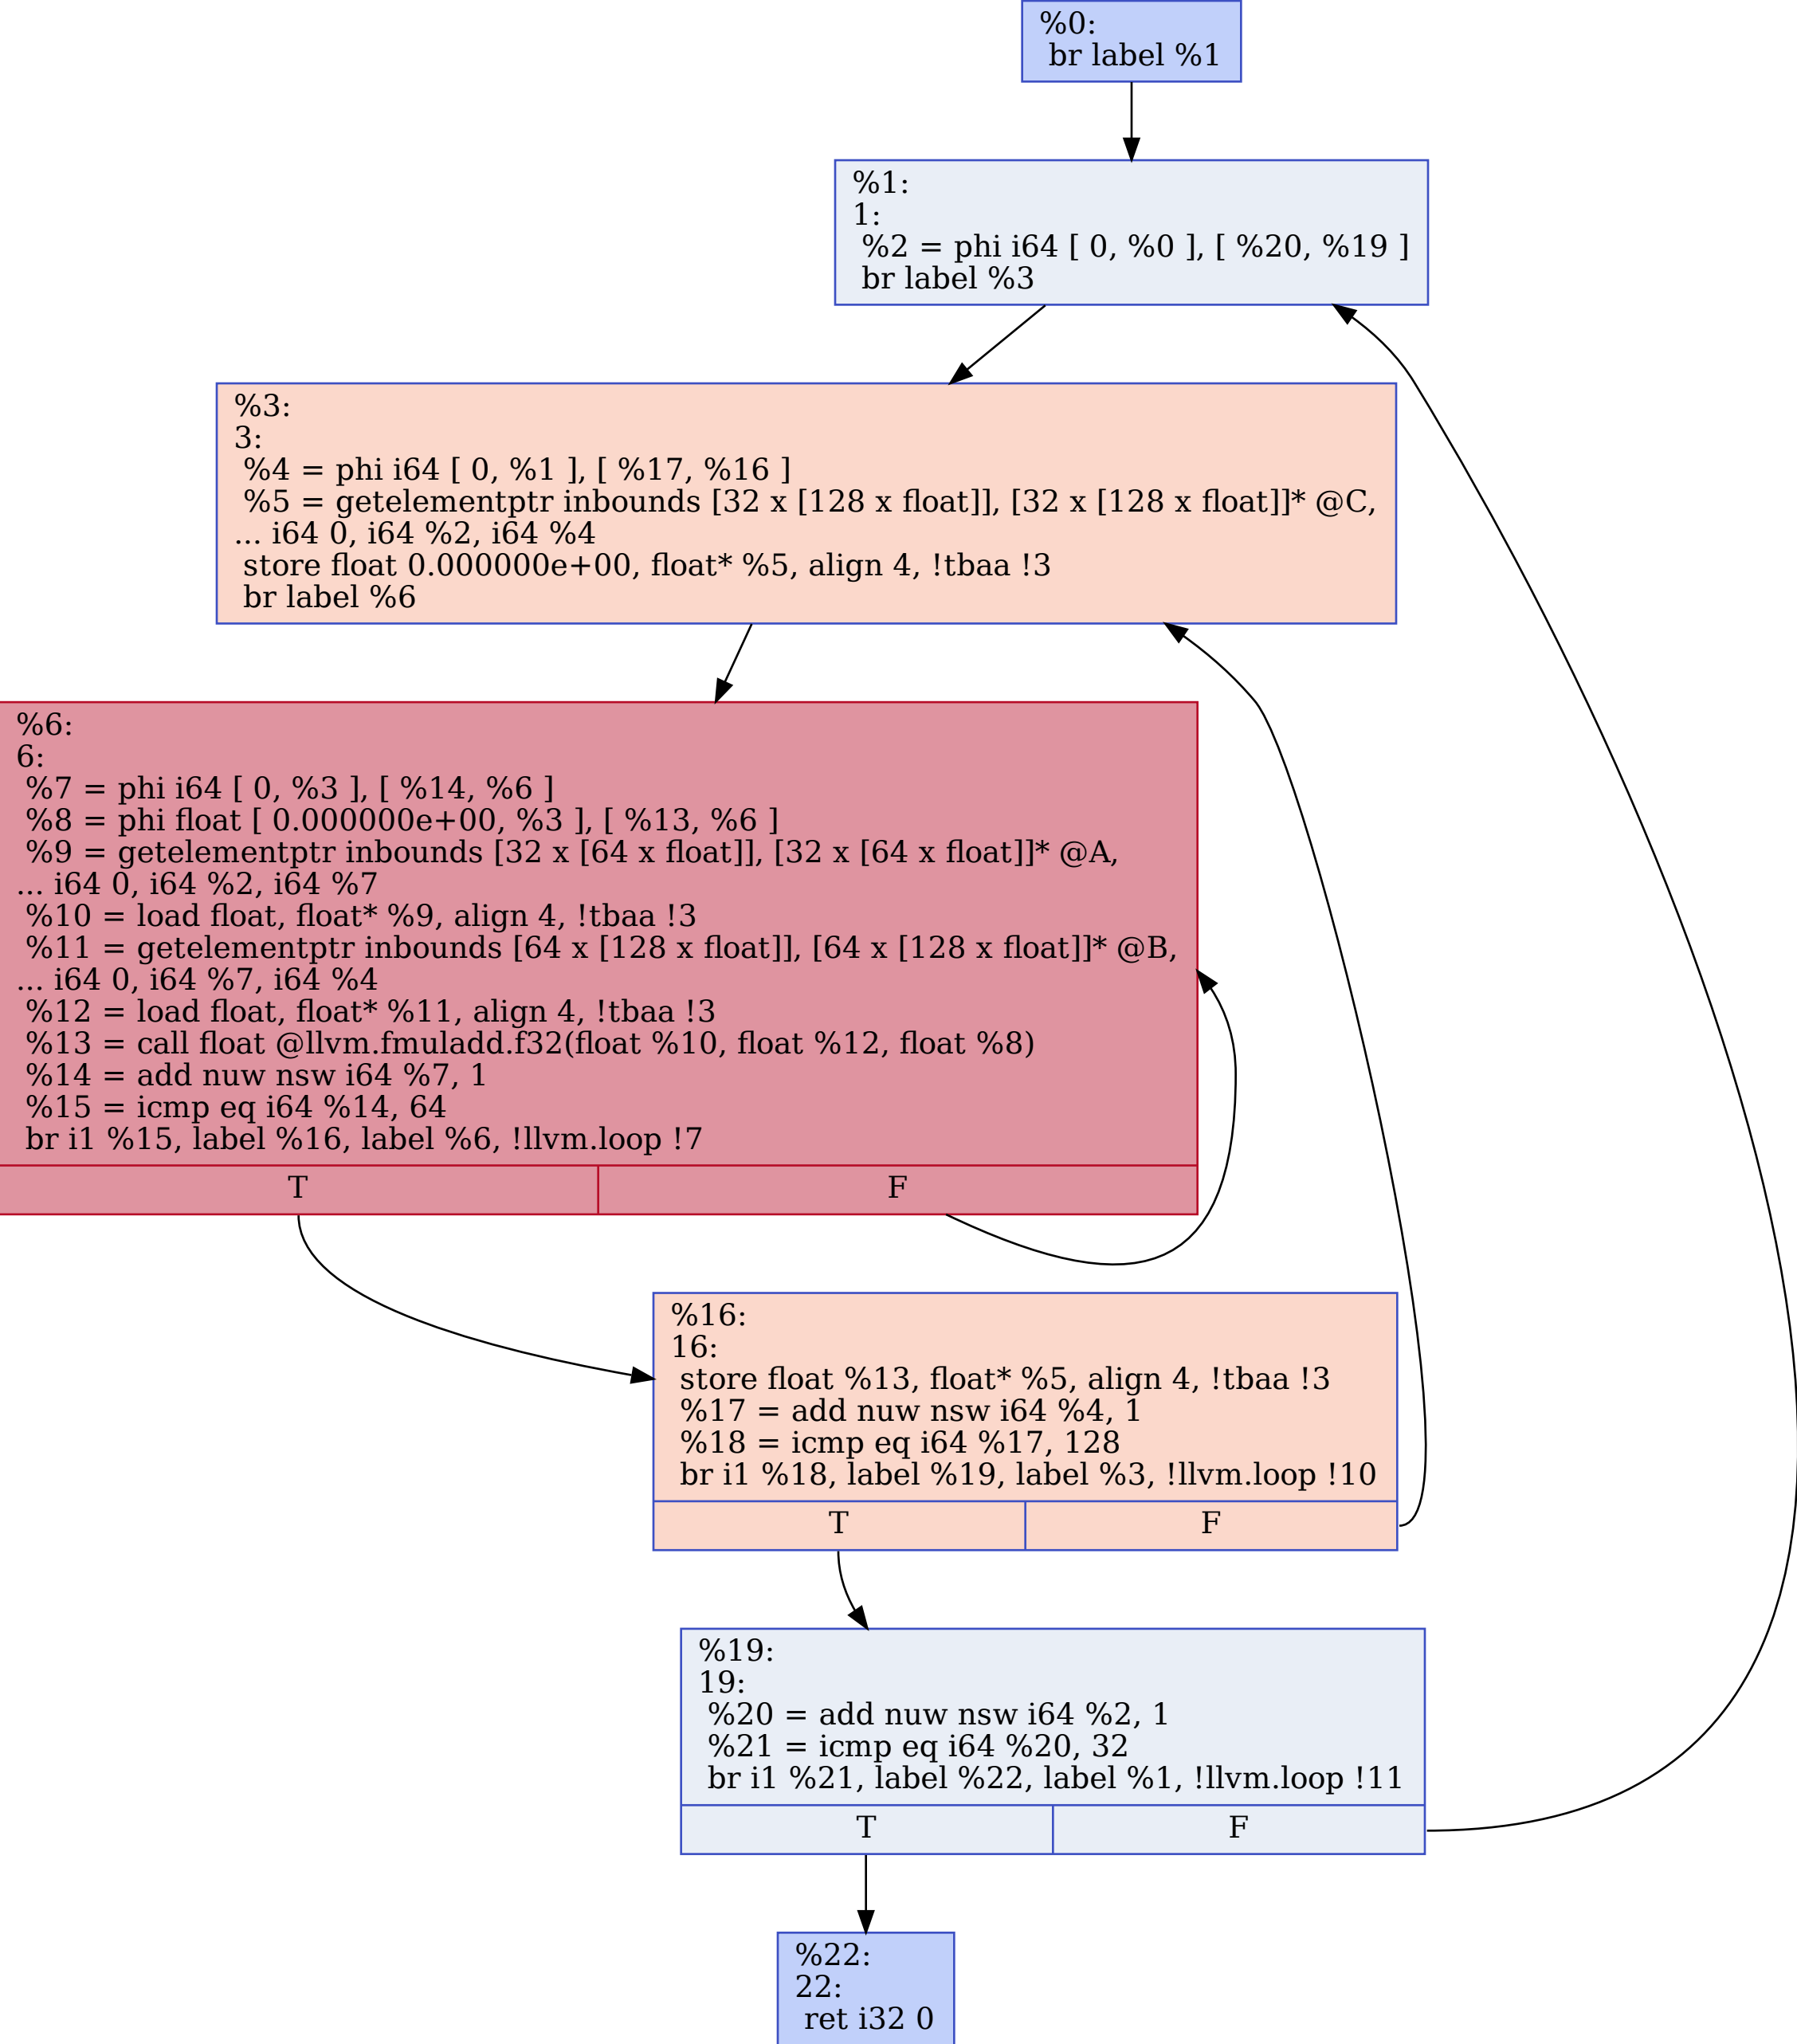 %0:
br label %1
%1:
1:
%2 = phi i64 [ 0, %0 ], [ %20, %19 ]
br label %3
%3:
3:
%4 = phi i64 [ 0, %1 ], [ %17, %16 ]
%5 = getelementptr inbounds [32 x [128 x float]], [32 x [128 x float]]* @C,
... i64 0, i64 %2, i64 %4
store float 0.000000e+00, float* %5, align 4, !tbaa !3
br label %6
%6:
6:
%7 = phi i64 [ 0, %3 ], [ %14, %6 ]
%8 = phi float [ 0.000000e+00, %3 ], [ %13, %6 ]
%9 = getelementptr inbounds [32 x [64 x float]], [32 x [64 x float]]* @A,
... i64 0, i64 %2, i64 %7
%10 = load float, float* %9, align 4, !tbaa !3
%11 = getelementptr inbounds [64 x [128 x float]], [64 x [128 x float]]* @B,
... i64 0, i64 %7, i64 %4
%12 = load float, float* %11, align 4, !tbaa !3
%13 = call float @llvm.fmuladd.f32(float %10, float %12, float %8)
%14 = add nuw nsw i64 %7, 1
%15 = icmp eq i64 %14, 64
br i1 %15, label %16, label %6, !llvm.loop !7
T
F
%16:
16:
store float %13, float* %5, align 4, !tbaa !3
%17 = add nuw nsw i64 %4, 1
%18 = icmp eq i64 %17, 128
br i1 %18, label %19, label %3, !llvm.loop !10
T
F
%19:
19:
%20 = add nuw nsw i64 %2, 1
%21 = icmp eq i64 %20, 32
br i1 %21, label %22, label %1, !llvm.loop !11
T
F
%22:
22:
ret i32 0